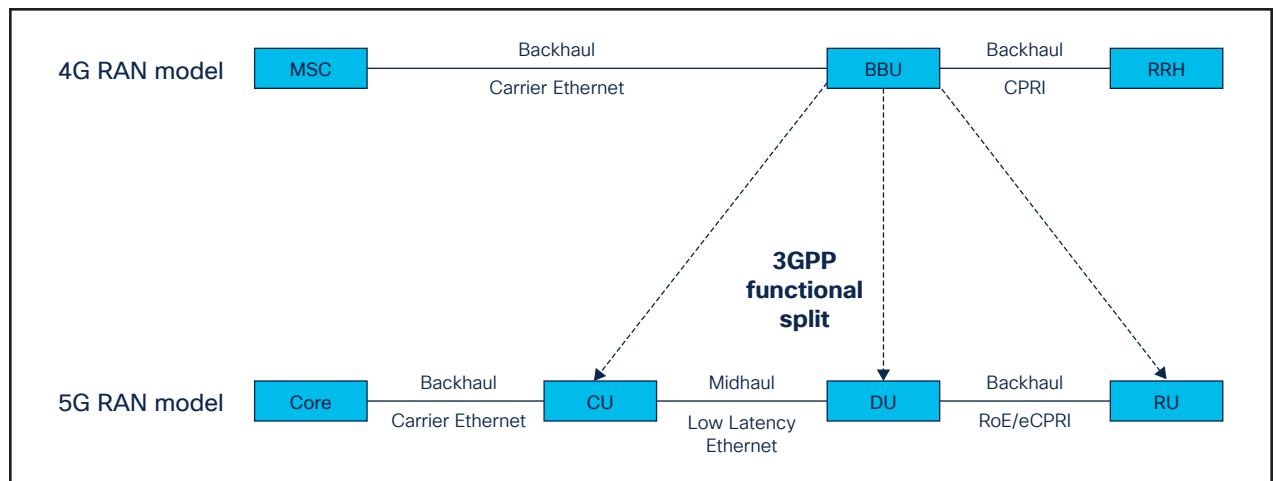 Backhaul
Backhaul
4G RAN model
MSC
BBU
RRH
Carrier Ethernet
CPRI
3GPP
functional
split
Backhaul
Midhaul
Backhaul
5G RAN model
Core
CU
DU
RU
Carrier Ethernet
Low Latency
Ethernet
RoE/eCPRI